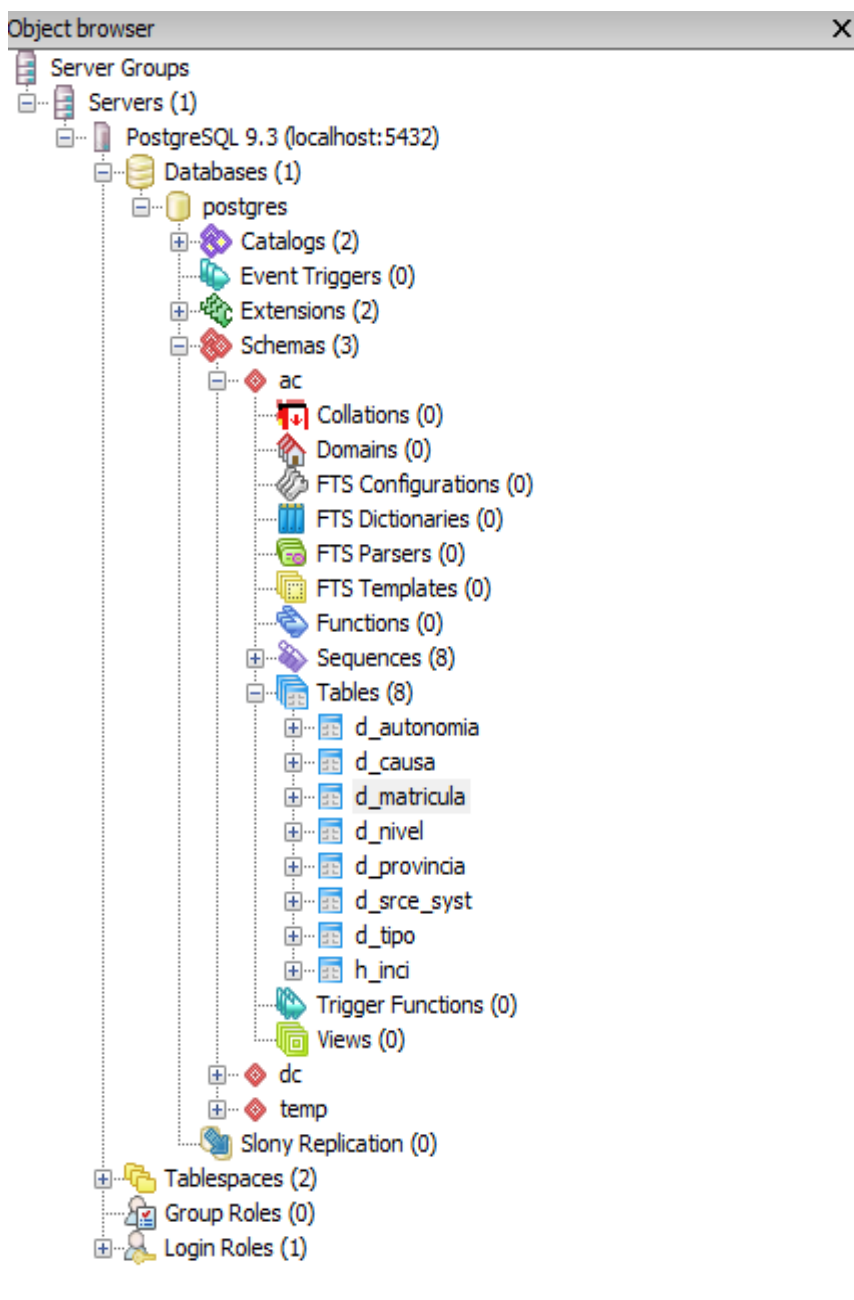 Object browser
Server Groups
Servers (1)
PostgreSQL 9.3 (localhost:5432)
Databases (1)
postgres
Catalogs (2)
Event Triggers (0)
Extensions (2)
Schemas (3)
ac
Collations (0)
Domains (0)
FTS Configurations (0)
FTS Dictionaries (0)
FTS Parsers (0)
FTS Templates (0)
Functions (0)
Sequences (8)
Tables (8)
d_autonomia
d_causa
d_matricula
d_nivel
d_provincia
d_srce_syst
d_tipo
h_inci
Trigger Functions (0)
Views (0)
dc
temp
Slony Replication (0)
Tablespaces (2)
Group Roles (0)
Login Roles (1)